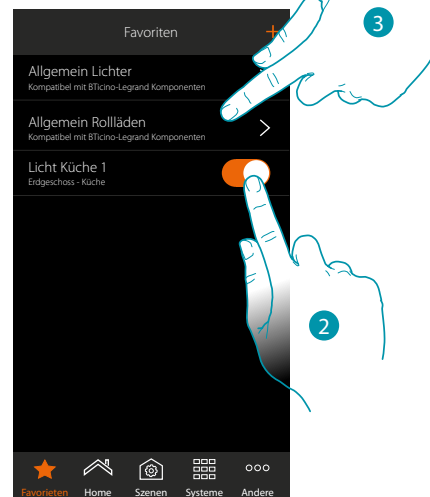 Favoriten
+
3
Allgemein Lichter
Kompatibel mit BTicino-Legrand Komponenten
Allgemein Rollläden
Kompatibel mit BTicino-Legrand Komponenten
Licht Küche 1
Erdgeschoss - Küche
2
Favorieten Home Szenen Systeme Andere